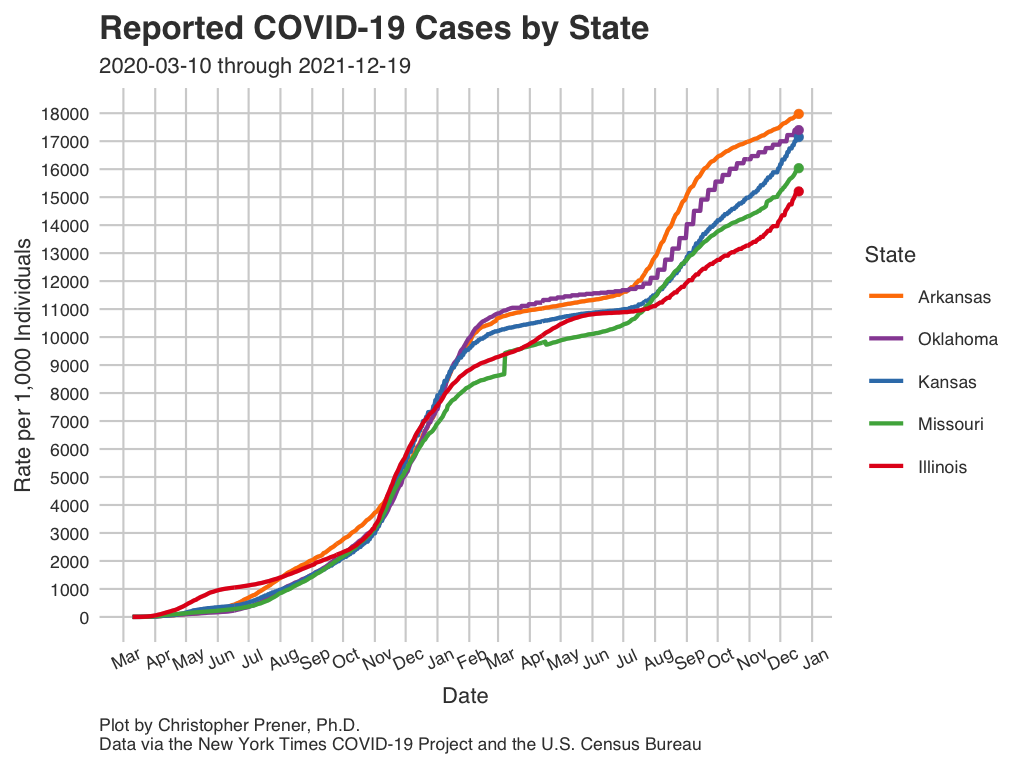 Reported COVID-19 Cases by State
2020-03-10 through 2021-12-19
Rate per 1,000 Individuals
18000
17000
16000
15000
14000
13000
12000
11000
10000
9000
8000
7000
6000
5000
4000
3000
2000
1000
0
Mar Apr May Jun Jul Aug Sep Oct Nov Dec Jan Feb Mar Apr May Jun Jul Aug Sep Oct Nov Dec Jan
Date
State
Arkansas
Oklahoma
Kansas
Missouri
Illinois
Plot by Christopher Prener, Ph.D.
Data via the New York Times COVID-19 Project and the U.S. Census Bureau